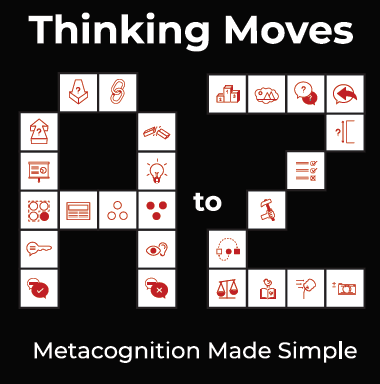 Thinking Moves
A to Z
Metacognition Made Simple